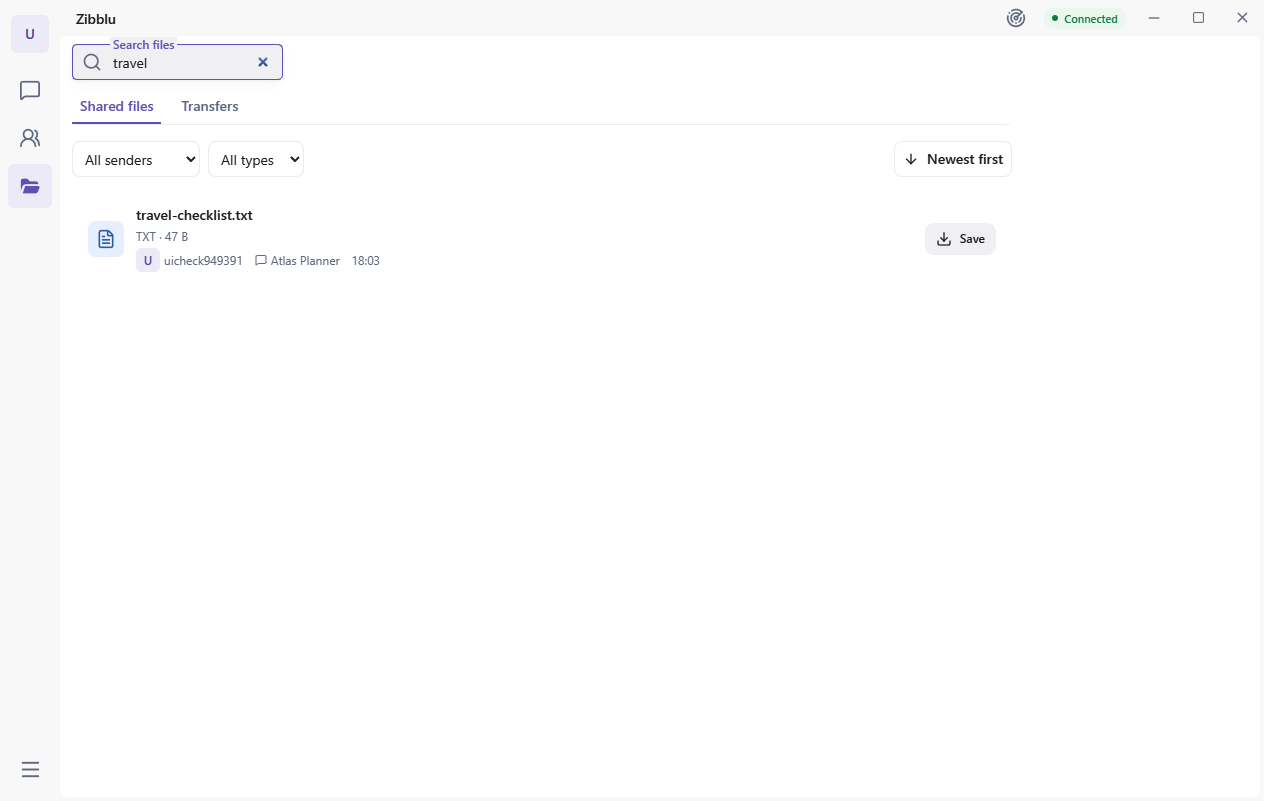 U
Zibblu
Connected
Search files
travel
Shared files
Transfers
All senders
All types
Newest first
travel-checklist.txt
TXT · 47 B
U uicheck949391 Atlas Planner 18:03
Save